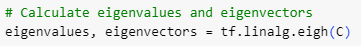 # Calculate eigenvalues and eigenvectors
eigenvalues, eigenvectors = tf.linalg.eigh(C)